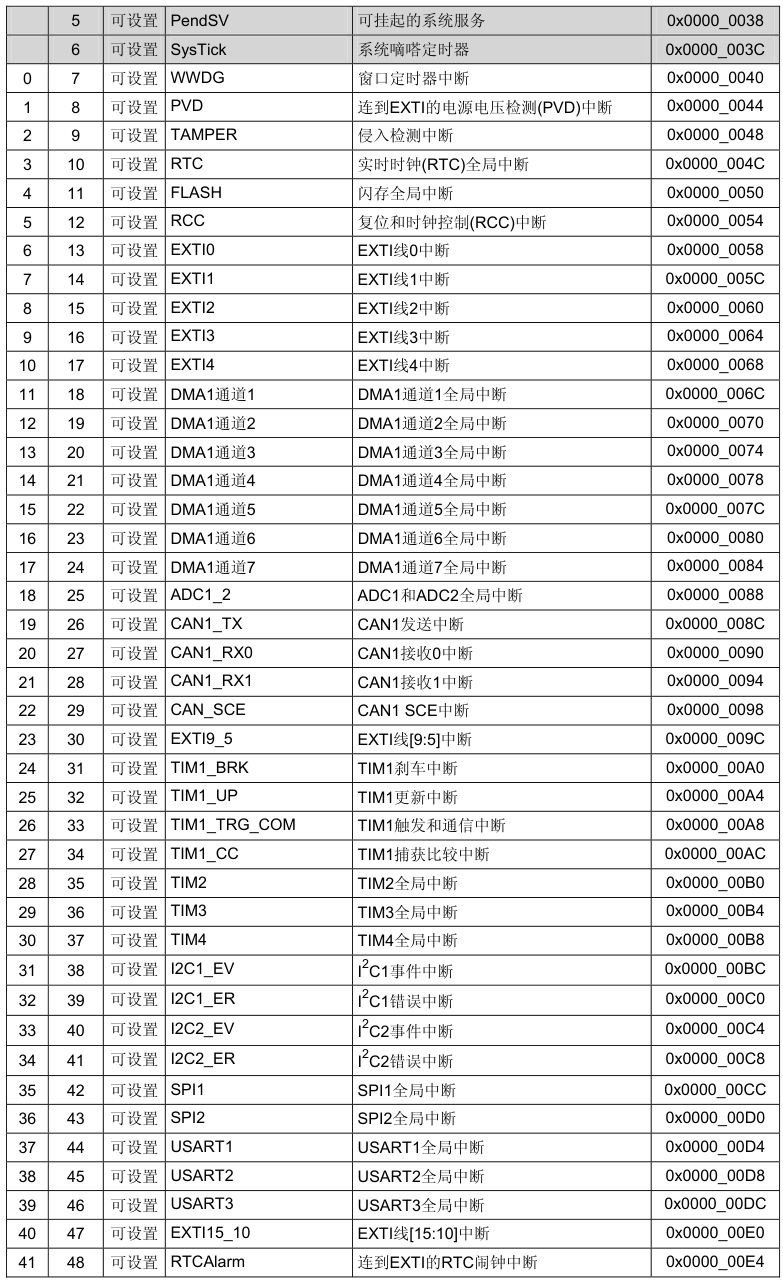 5 可设置 PendSV 可挂起的系统服务 0x0000_0038
6 可设置 SysTick 系统嘀嗒定时器 0x0000_003C
0 7 可设置 WWDG 窗口定时器中断 0x0000_0040
1 8 可设置 PVD 连到EXTI的电源电压检测(PVD)中断 0x0000_0044
2 9 可设置 TAMPER 侵入检测中断 0x0000_0048
3 10 可设置 RTC 实时时钟(RTC)全局中断 0x0000_004C
4 11 可设置 FLASH 闪存全局中断 0x0000_0050
5 12 可设置 RCC 复位和时钟控制(RCC)中断 0x0000_0054
6 13 可设置 EXTI0 EXTI线0中断 0x0000_0058
7 14 可设置 EXTI1 EXTI线1中断 0x0000_005C
8 15 可设置 EXTI2 EXTI线2中断 0x0000_0060
9 16 可设置 EXTI3 EXTI线3中断 0x0000_0064
10 17 可设置 EXTI4 EXTI线4中断 0x0000_0068
11 18 可设置 DMA1通道1 DMA1通道1全局中断 0x0000_006C
12 19 可设置 DMA1通道2 DMA1通道2全局中断 0x0000_0070
13 20 可设置 DMA1通道3 DMA1通道3全局中断 0x0000_0074
14 21 可设置 DMA1通道4 DMA1通道4全局中断 0x0000_0078
15 22 可设置 DMA1通道5 DMA1通道5全局中断 0x0000_007C
16 23 可设置 DMA1通道6 DMA1通道6全局中断 0x0000_0080
17 24 可设置 DMA1通道7 DMA1通道7全局中断 0x0000_0084
18 25 可设置 ADC1_2 ADC1和ADC2全局中断 0x0000_0088
19 26 可设置 CAN1_TX CAN1发送中断 0x0000_008C
20 27 可设置 CAN1_RX0 CAN1接收0中断 0x0000_0090
21 28 可设置 CAN1_RX1 CAN1接收1中断 0x0000_0094
22 29 可设置 CAN_SCE CAN1 SCE中断 0x0000_0098
23 30 可设置 EXTI9_5 EXTI线[9:5]中断 0x0000_009C
24 31 可设置 TIM1_BRK TIM1刹车中断 0x0000_00A0
25 32 可设置 TIM1_UP TIM1更新中断 0x0000_00A4
26 33 可设置 TIM1_TRG_COM TIM1触发和通信中断 0x0000_00A8
27 34 可设置 TIM1_CC TIM1捕获比较中断 0x0000_00AC
28 35 可设置 TIM2 TIM2全局中断 0x0000_00B0
29 36 可设置 TIM3 TIM3全局中断 0x0000_00B4
30 37 可设置 TIM4 TIM4全局中断 0x0000_00B8
31 38 可设置 I2C1_EV I²C1事件中断 0x0000_00BC
32 39 可设置 I2C1_ER I²C1错误中断 0x0000_00C0
33 40 可设置 I2C2_EV I²C2事件中断 0x0000_00C4
34 41 可设置 I2C2_ER I²C2错误中断 0x0000_00C8
35 42 可设置 SPI1 SPI1全局中断 0x0000_00CC
36 43 可设置 SPI2 SPI2全局中断 0x0000_00D0
37 44 可设置 USART1 USART1全局中断 0x0000_00D4
38 45 可设置 USART2 USART2全局中断 0x0000_00D8
39 46 可设置 USART3 USART3全局中断 0x0000_00DC
40 47 可设置 EXTI15_10 EXTI线[15:10]中断 0x0000_00E0
41 48 可设置 RTCAlarm 连到EXTI的RTC闹钟中断 0x0000_00E4